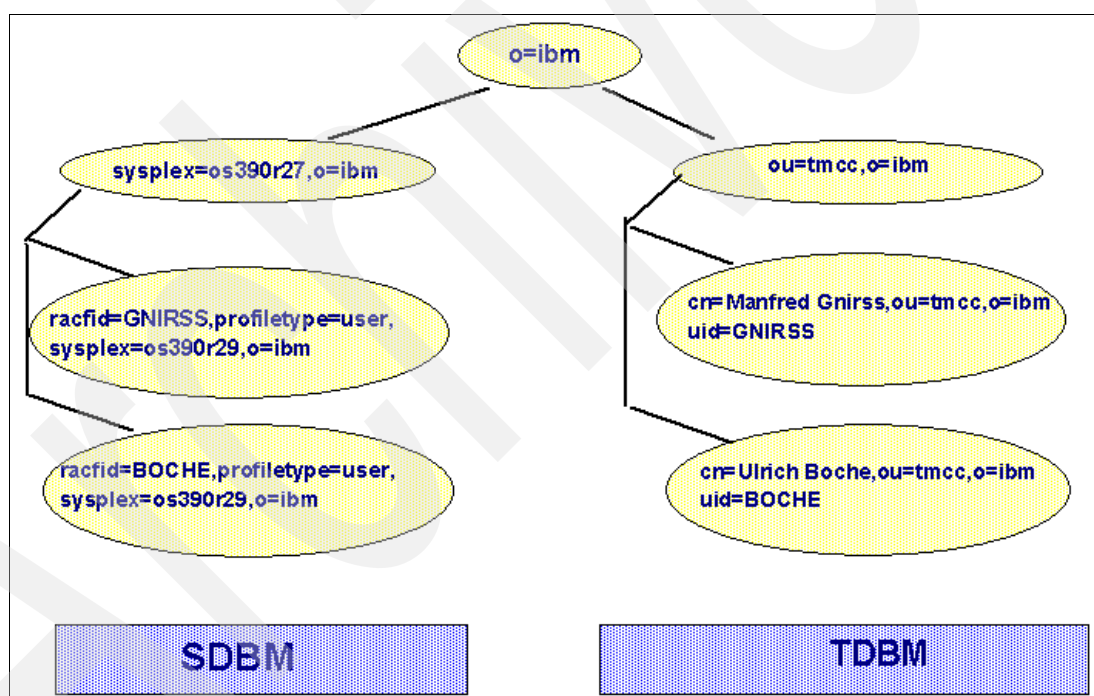 o=ibm
sysplex=os390r27,o=ibm
ou=tmcc,o=ibm
racfid=GNIRSS,profiletype=user,
sysplex=os390r29,o=ibm
cn=Manfred Gnirss,ou=tmcc,o=ibm
uid=GNIRSS
racfid=BOCHE,profiletype=user,
sysplex=os390r29,o=ibm
cn=Ulrich Boche,ou=tmcc,o=ibm
uid=BOCHE
SDBM
TDBM